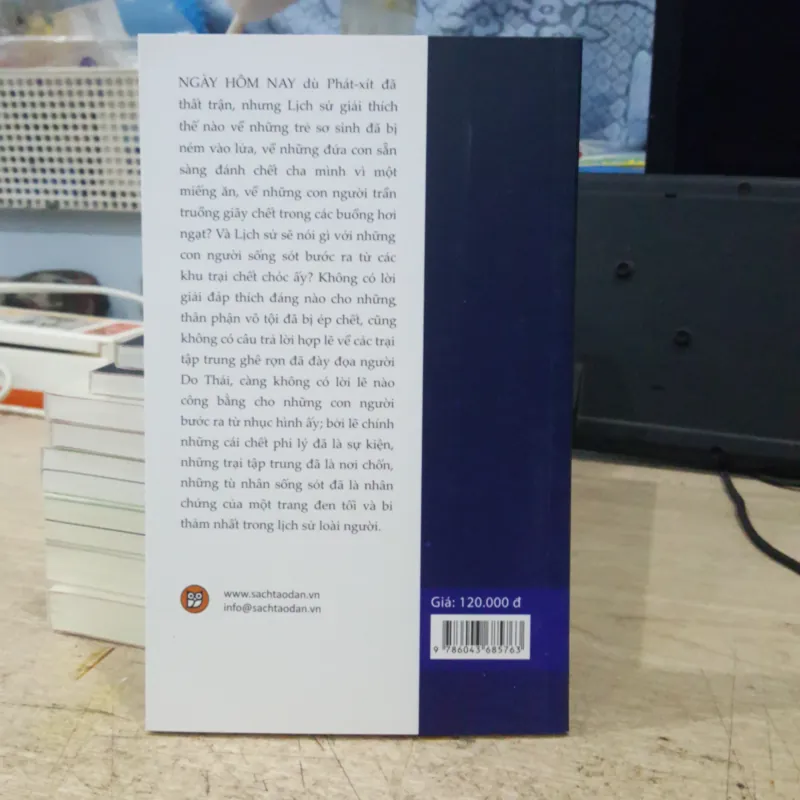 NGÀY HÔM NAY dù Phát-xít đã
thất trận, nhưng Lịch sử giải thích
thế nào về những trẻ sơ sinh đã bị
ném vào lửa, về những đứa con sẵn
sàng đánh chết cha mình vì một
miếng ăn, về những con người trần
truồng giãy chết trong các buồng hơi
ngạt? Và Lịch sử sẽ nói gì với những
con người sống sót bước ra từ các
khu trại chết chóc ấy? Không có lời
giải đáp thích đáng nào cho những
thân phận vô tội đã bị ép chết, cũng
không có câu trả lời hợp lẽ về các trại
tập trung ghê rợn đã đày đọa người
Do Thái, càng không có lời lẽ nào
công bằng cho những con người
bước ra từ nhục hình ấy; bởi lẽ chính
những cái chết phi lý đã là sự kiện,
những trại tập trung đã là nơi chốn,
những tù nhân sống sót đã là nhân
chứng của một trang đen tối và bi
thảm nhất trong lịch sử loài người.
www.sachtaodan.vn
info@sachtaodan.vn
Giá: 120.000 đ
9 786043 685763